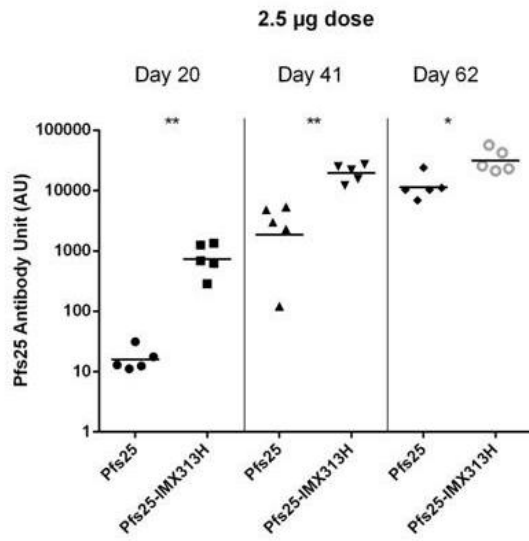 2.5 µg dose
Day 20 Day 41 Day 62
** ** *
Pfs25 Antibody Unit (AU)
100000
10000
1000
100
10
1
Pfs25 Pfs25-IMX313H Pfs25 Pfs25-IMX313H Pfs25 Pfs25-IMX313H